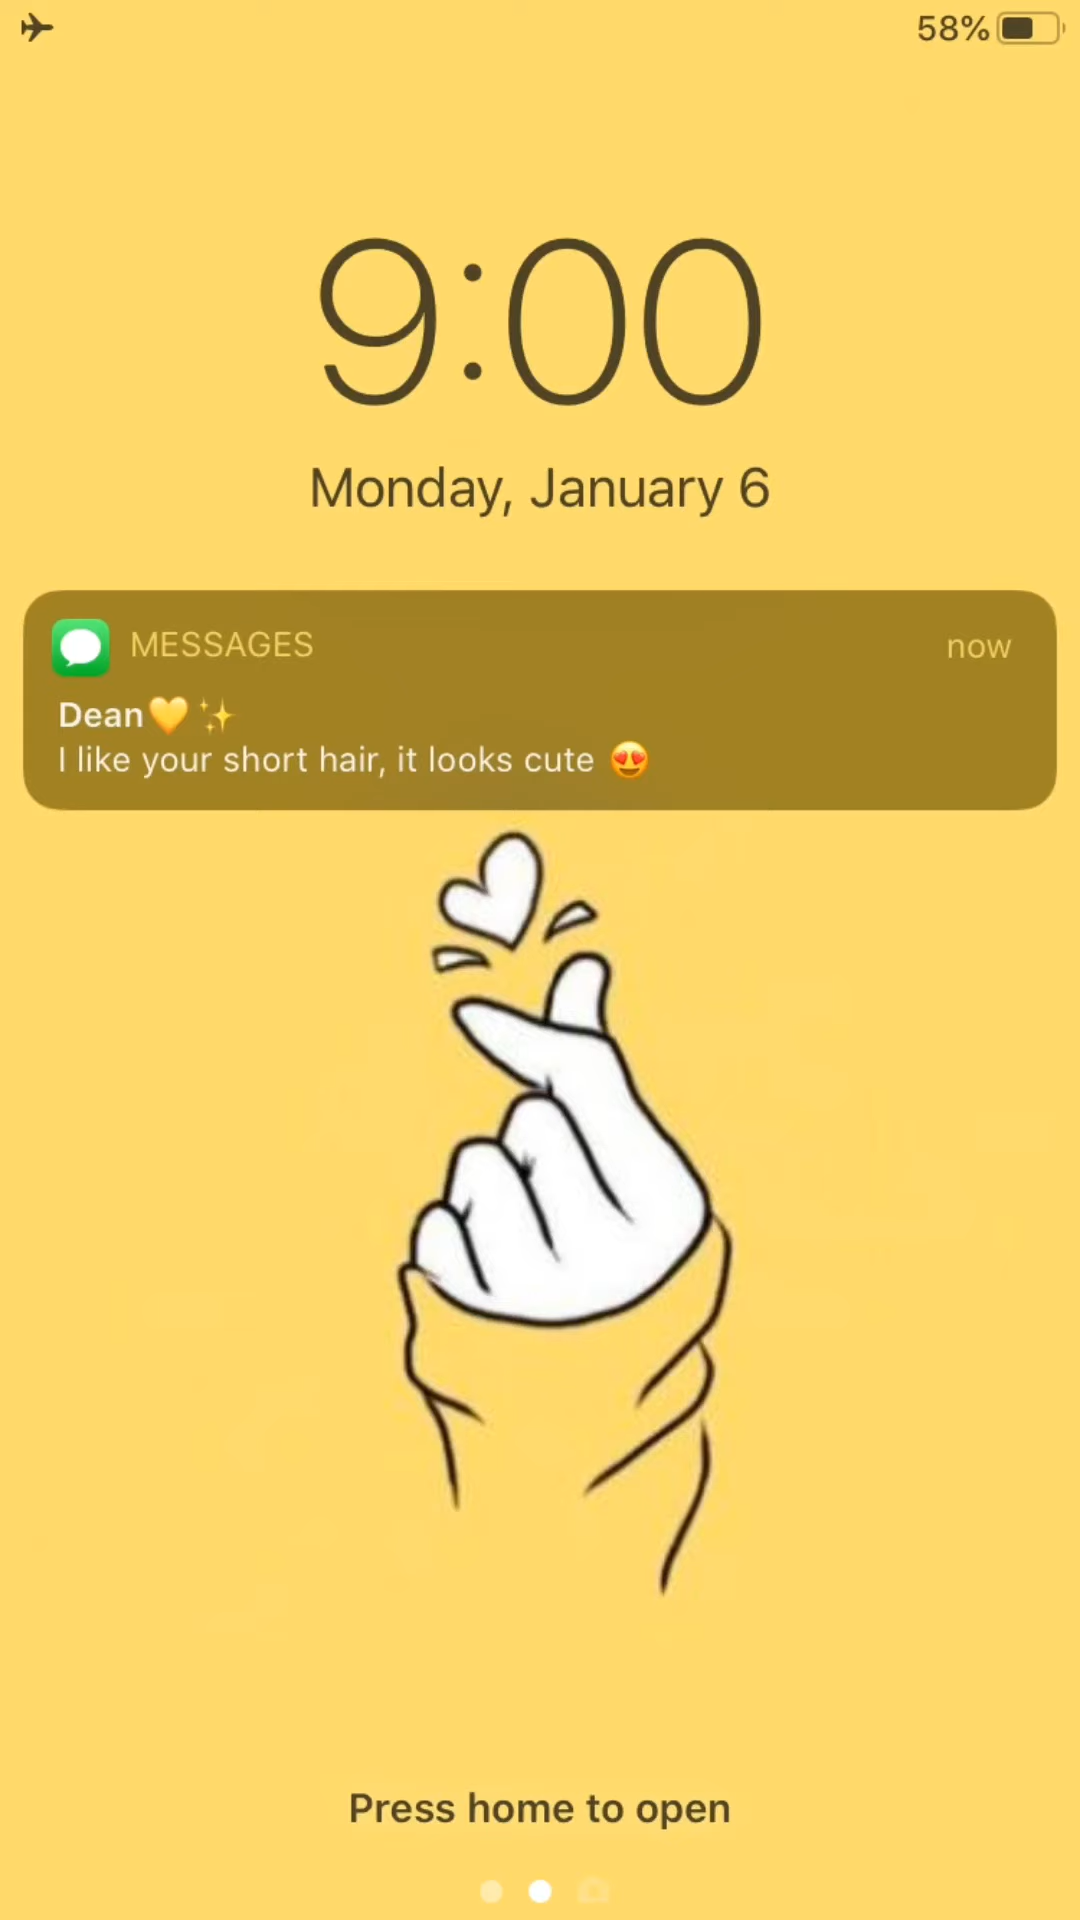 58%
9:00
Monday, January 6
MESSAGES now
Dean💛✨
I like your short hair, it looks cute 😍
Press home to open